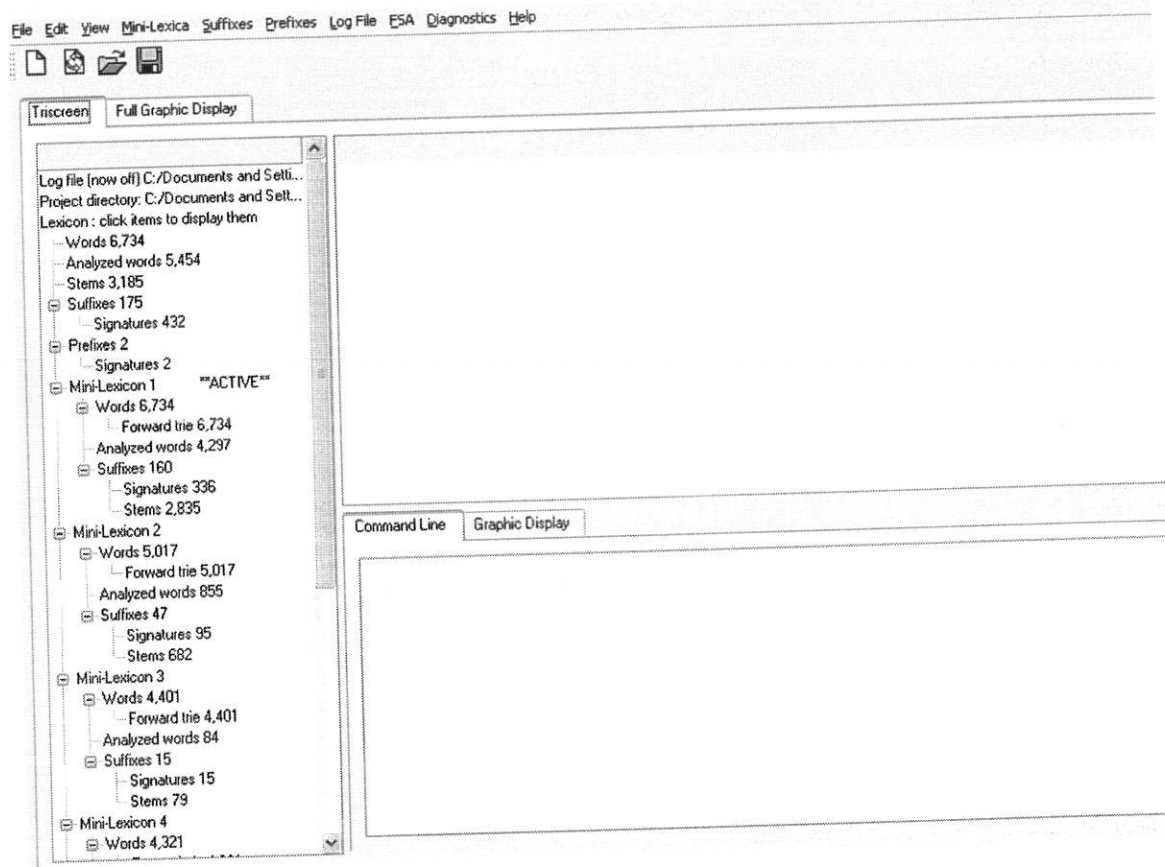 File Edit View Mini-Lexica Suffixes Prefixes Log File FSA Diagnostics Help
Triscreen Full Graphic Display
Log file (now off) C:/Documents and Setti...
Project directory: C:/Documents and Sett...
Lexicon : click items to display them
Words 6,734
Analyzed words 5,454
Stems 3,185
Suffixes 175
Signatures 432
Prefixes 2
Signatures 2
Mini-Lexicon 1 **ACTIVE**
Words 6,734
Forward trie 6,734
Analyzed words 4,297
Suffixes 160
Signatures 336
Stems 2,835
Mini-Lexicon 2
Words 5,017
Forward trie 5,017
Analyzed words 855
Suffixes 47
Signatures 95
Stems 682
Mini-Lexicon 3
Words 4,401
Forward trie 4,401
Analyzed words 84
Suffixes 15
Signatures 15
Stems 79
Mini-Lexicon 4
Words 4,321
Command Line Graphic Display